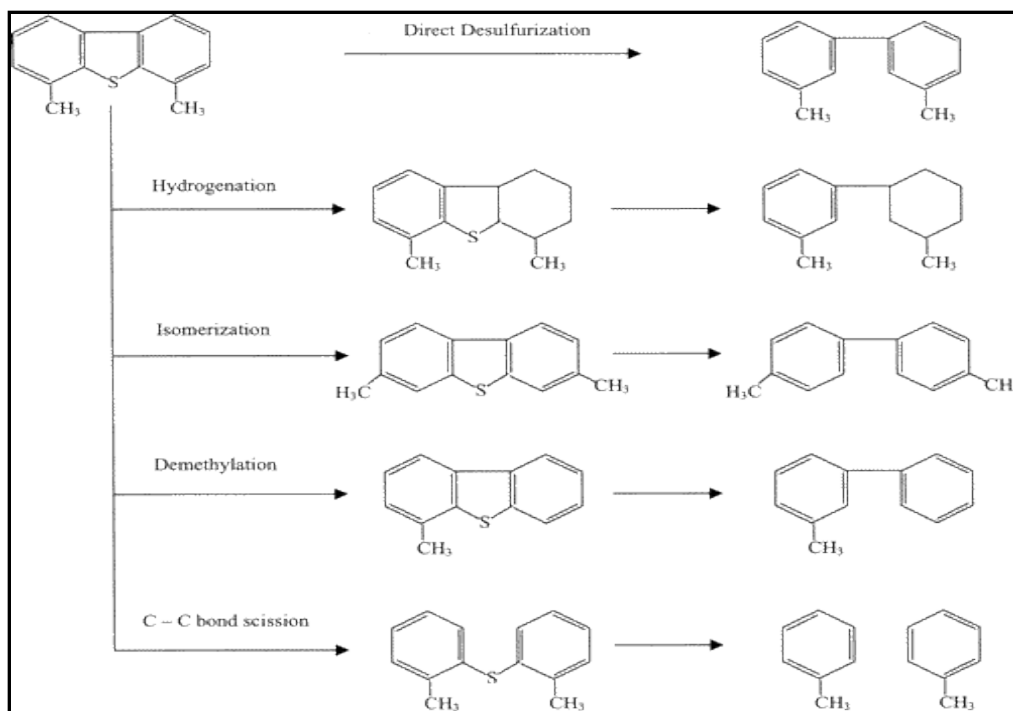 Direct Desulfurization
S
CH₃ CH₃
CH₃ CH₃
Hydrogenation
S
CH₃ CH₃
CH₃ CH₃
Isomerization
H₃C S CH₃
H₃C CH
Demethylation
S
CH₃
CH₃
C – C bond scission
S
CH₃ CH₃
CH₃ CH₃